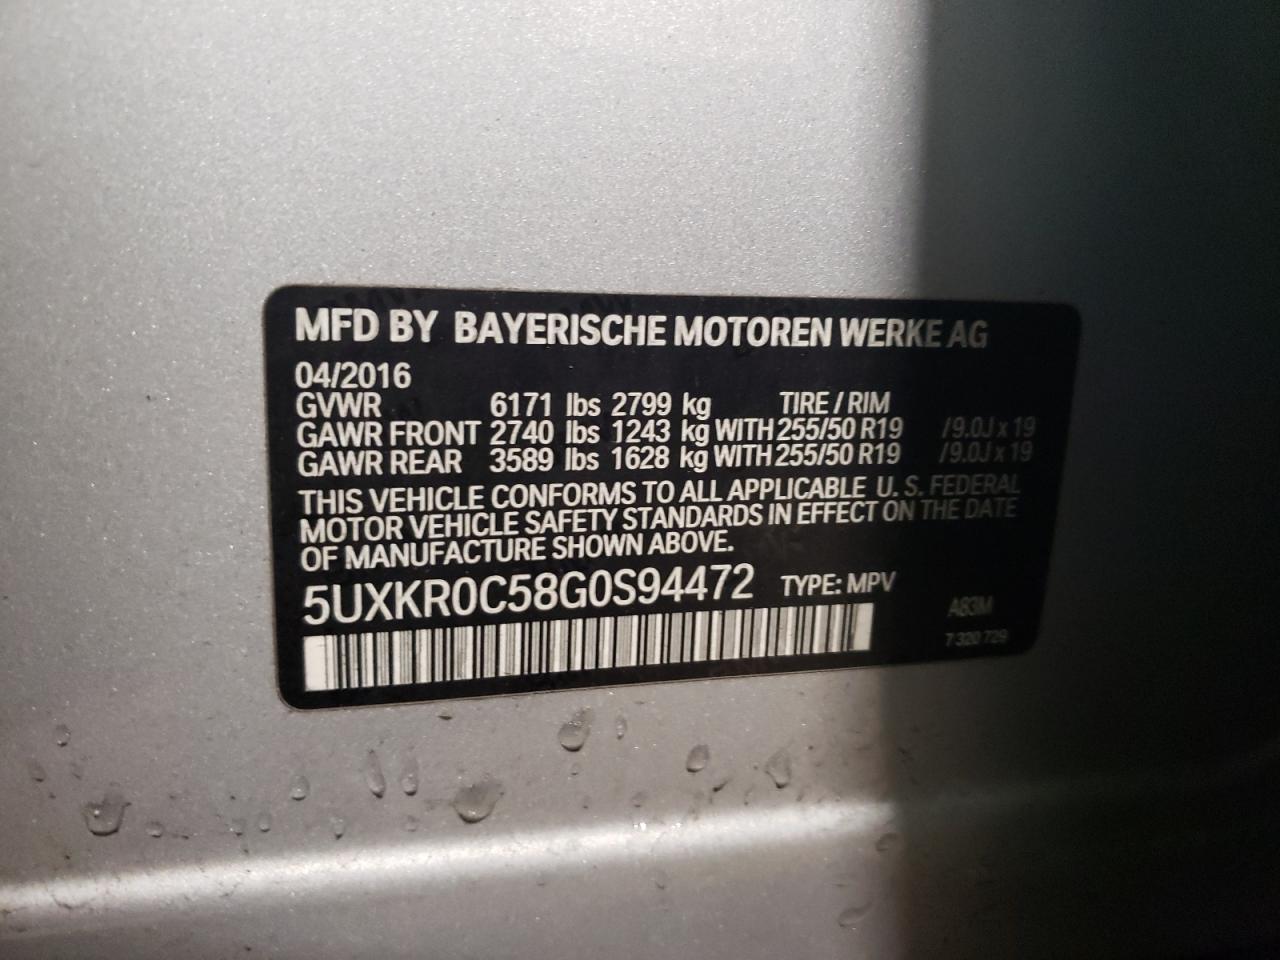 MFD BY BAYERISCHE MOTOREN WERKE AG
04/2016
GVWR 6171 lbs 2799 kg TIRE / RIM
GAWR FRONT 2740 lbs 1243 kg WITH 255/50 R19 /9.0J x 19
GAWR REAR 3589 lbs 1628 kg WITH 255/50 R19 /9.0J x 19
THIS VEHICLE CONFORMS TO ALL APPLICABLE U. S. FEDERAL
MOTOR VEHICLE SAFETY STANDARDS IN EFFECT ON THE DATE
OF MANUFACTURE SHOWN ABOVE.
5UXKR0C58G0S94472 TYPE: MPV
A83M
7 320 729